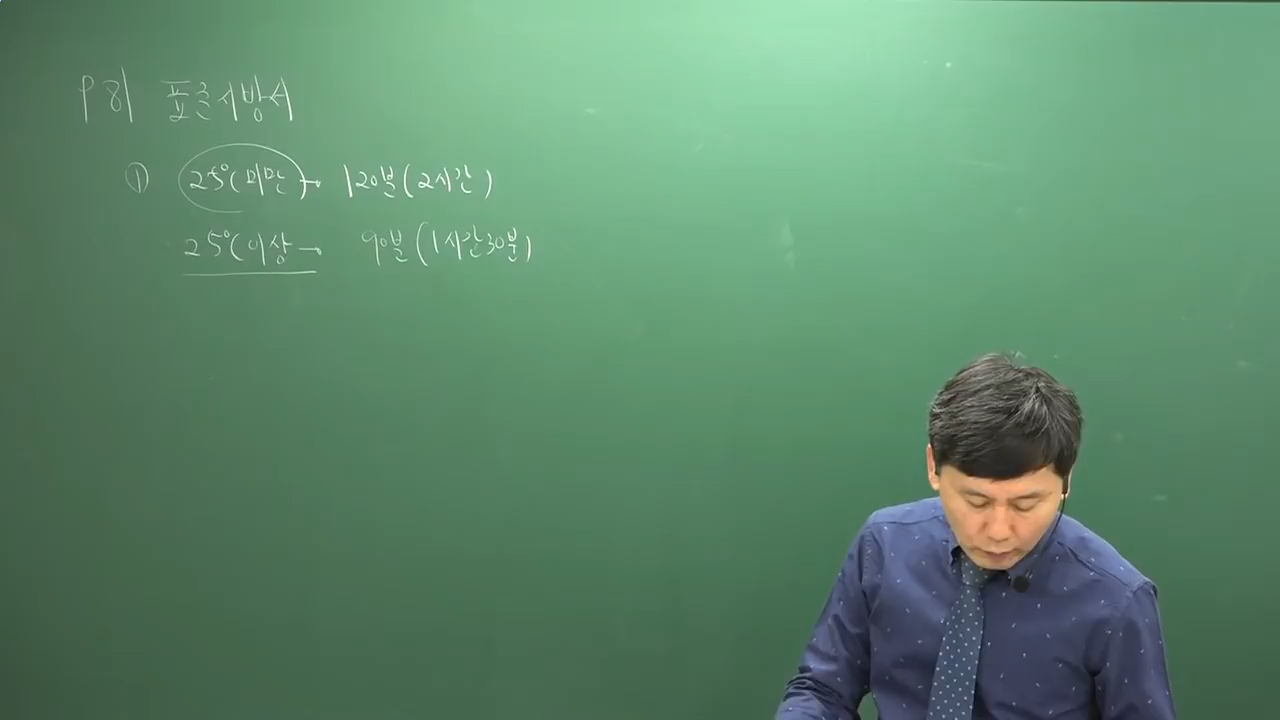 P 81 표준시방서
① 25℃ 미만 → 120분(2시간)
25℃ 이상 → 90분(1시간30분)